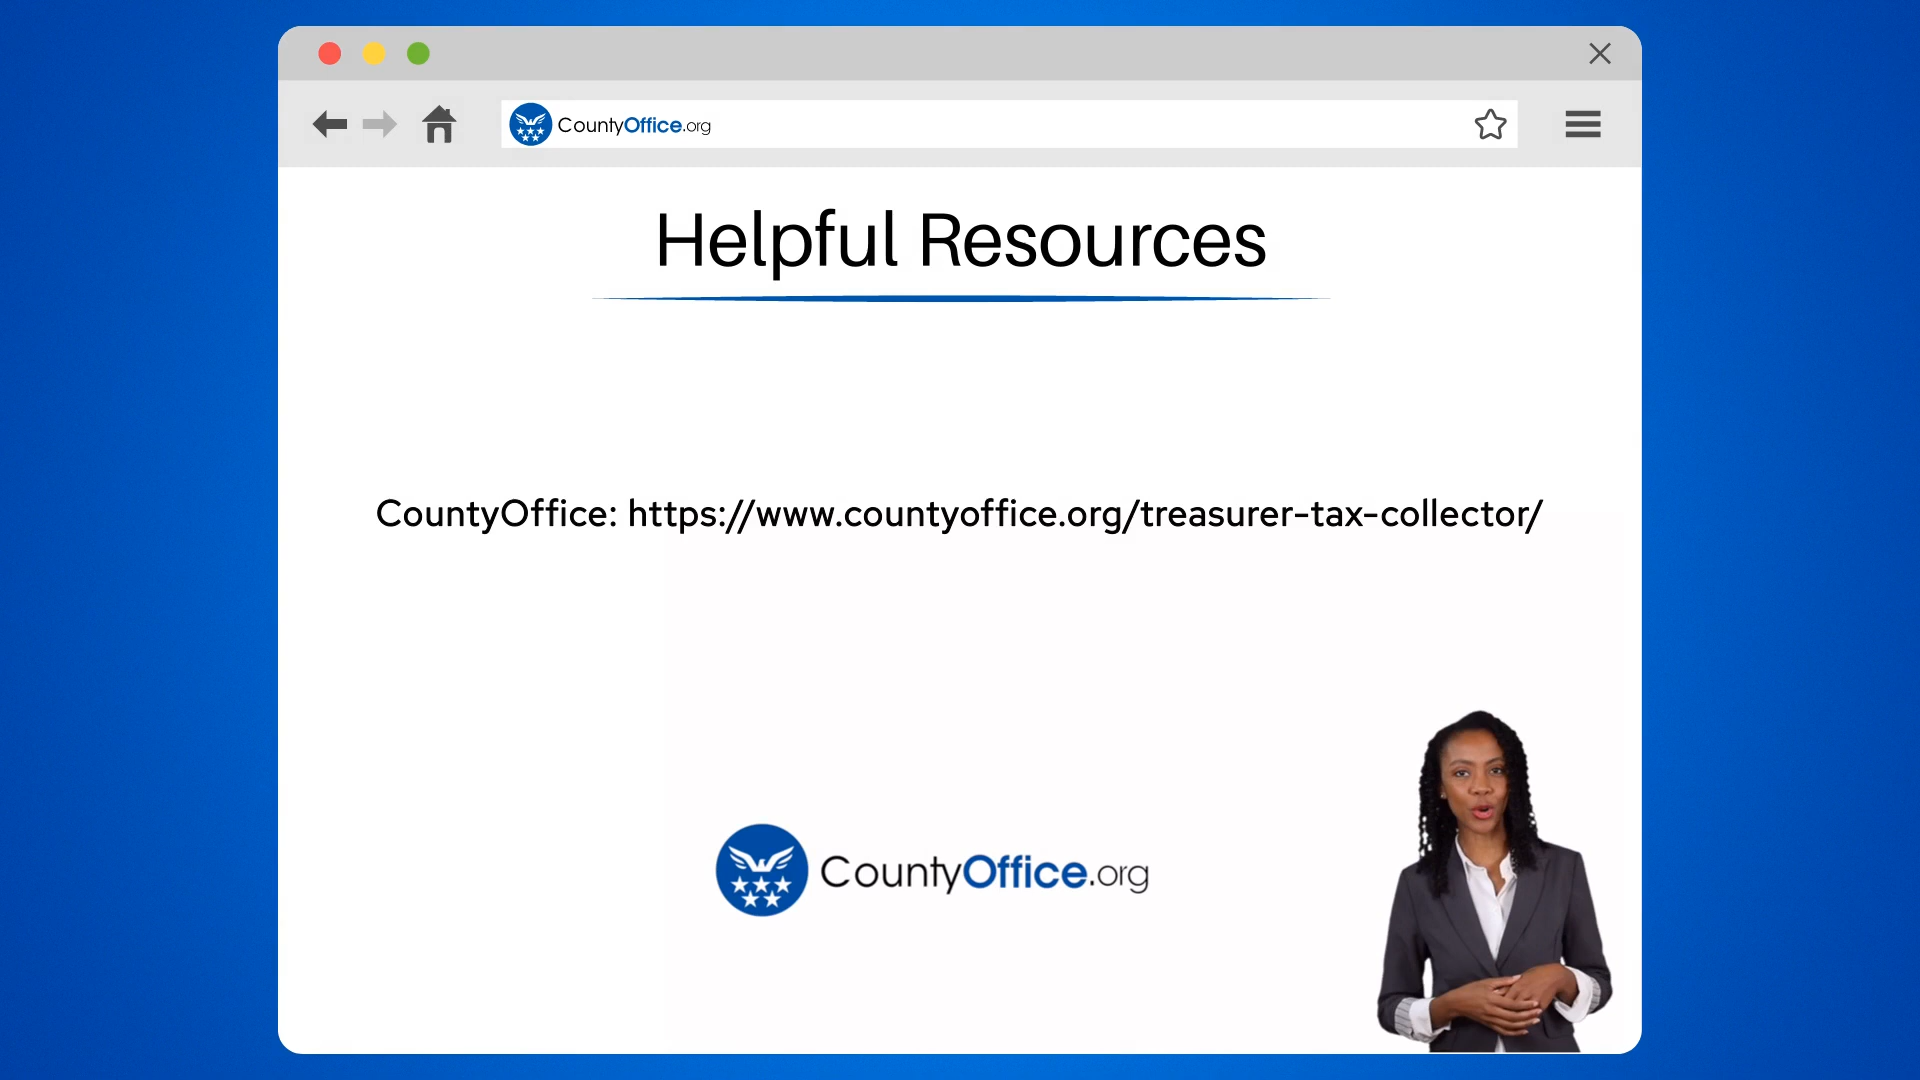 CountyOffice.org
Helpful Resources
CountyOffice: https://www.countyoffice.org/treasurer-tax-collector/
CountyOffice.org